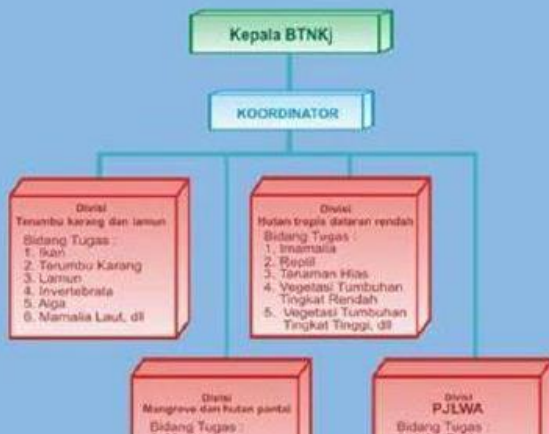 Kepala BTNKj
KOORDINATOR
Divisi
Terumbu karang dan lamun
Bidang Tugas :
1. Ikan
2. Terumbu Karang
3. Lamun
4. Invertebrata
5. Alga
6. Mamalia Laut, dll
Divisi
Hutan tropis dataran rendah
Bidang Tugas :
1. Imamalia
2. Reptil
3. Tanaman Hias
4. Vegetasi Tumbuhan
Tingkat Rendah
5. Vegetasi Tumbuhan
Tingkat Tinggi, dll
Divisi
Mangrove dan hutan pantai
Bidang Tugas :
Divisi
PJLWA
Bidang Tugas :